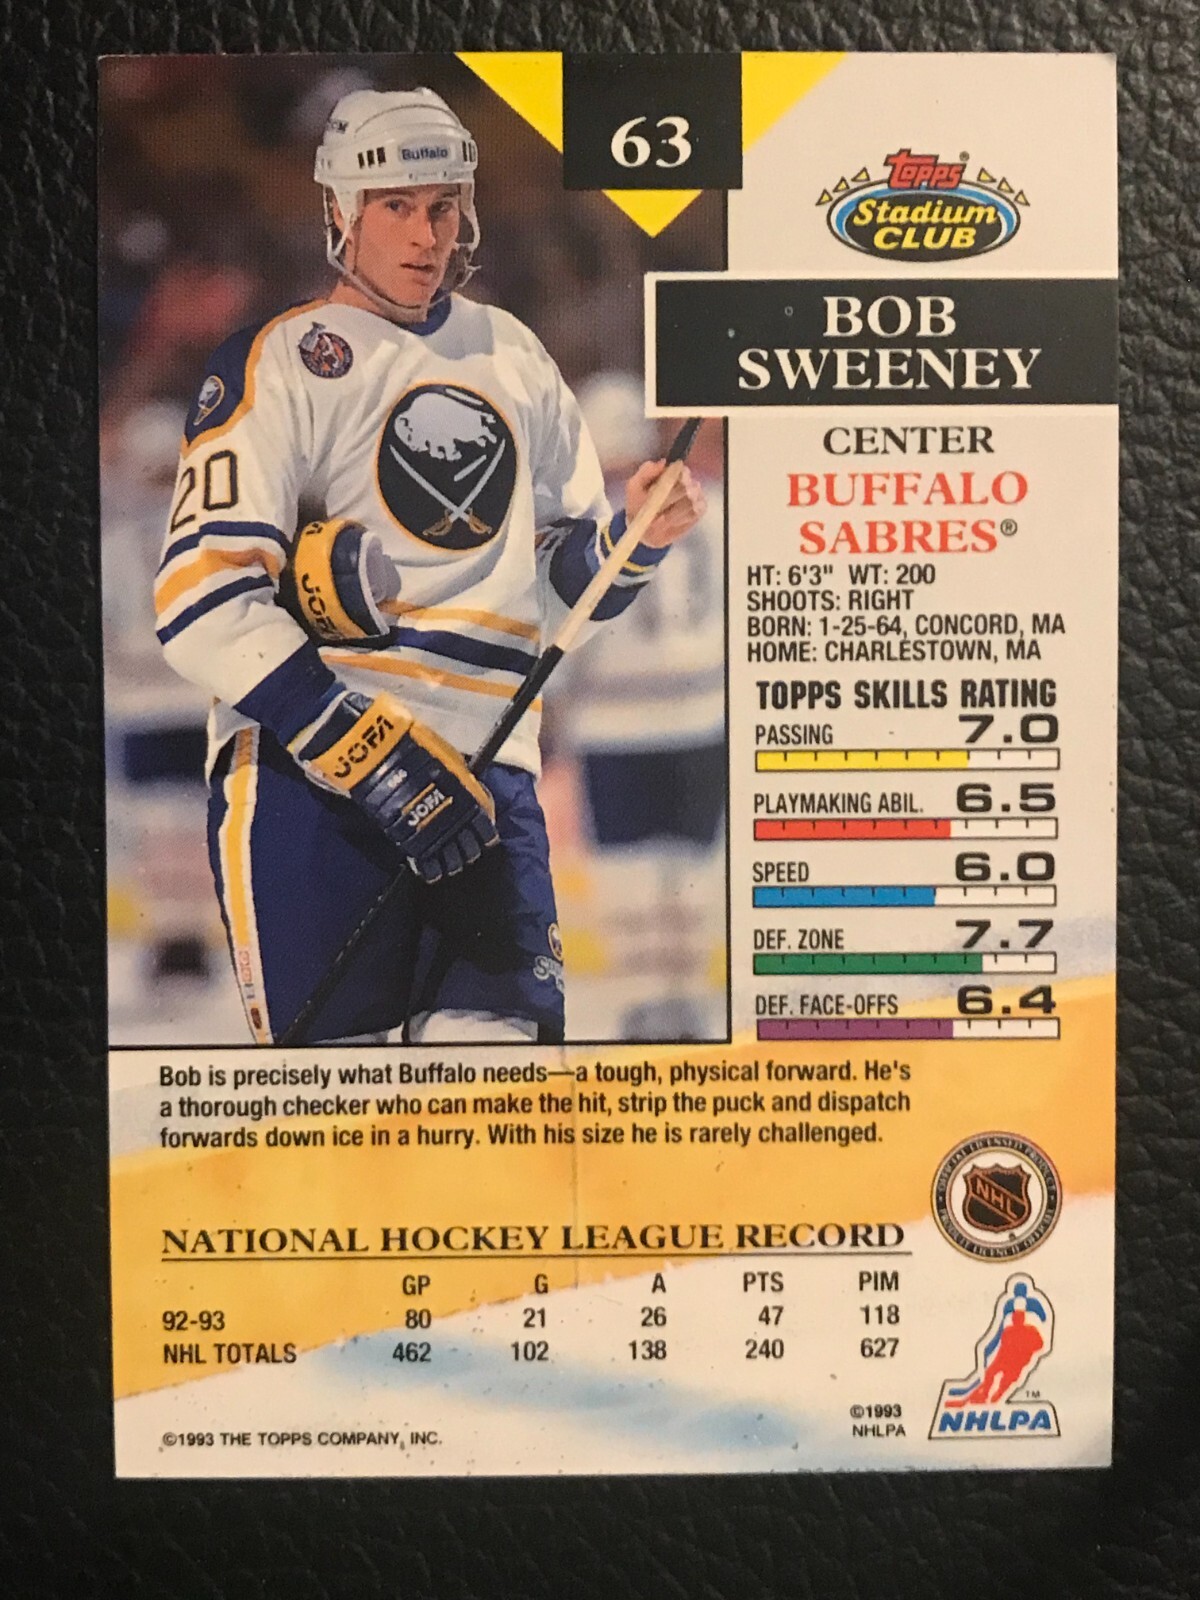 63
Topps®
Stadium
CLUB
BOB
SWEENEY
CENTER
BUFFALO
SABRES®
HT: 6'3" WT: 200
SHOOTS: RIGHT
BORN: 1-25-64, CONCORD, MA
HOME: CHARLESTOWN, MA
TOPPS SKILLS RATING
PASSING 7.0
PLAYMAKING ABIL. 6.5
SPEED 6.0
DEF. ZONE 7.7
DEF. FACE-OFFS 6.4
Buffalo
20
JOFA
JOFA
JOFA
Bob is precisely what Buffalo needs—a tough, physical forward. He's
a thorough checker who can make the hit, strip the puck and dispatch
forwards down ice in a hurry. With his size he is rarely challenged.
OFFICIAL LICENSED PRODUCT
NHL
NATIONAL HOCKEY LEAGUE RECORD
GP G A PTS PIM
92-93 80 21 26 47 118
NHL TOTALS 462 102 138 240 627
©1993 THE TOPPS COMPANY, INC.
©1993
NHLPA
TM
NHLPA